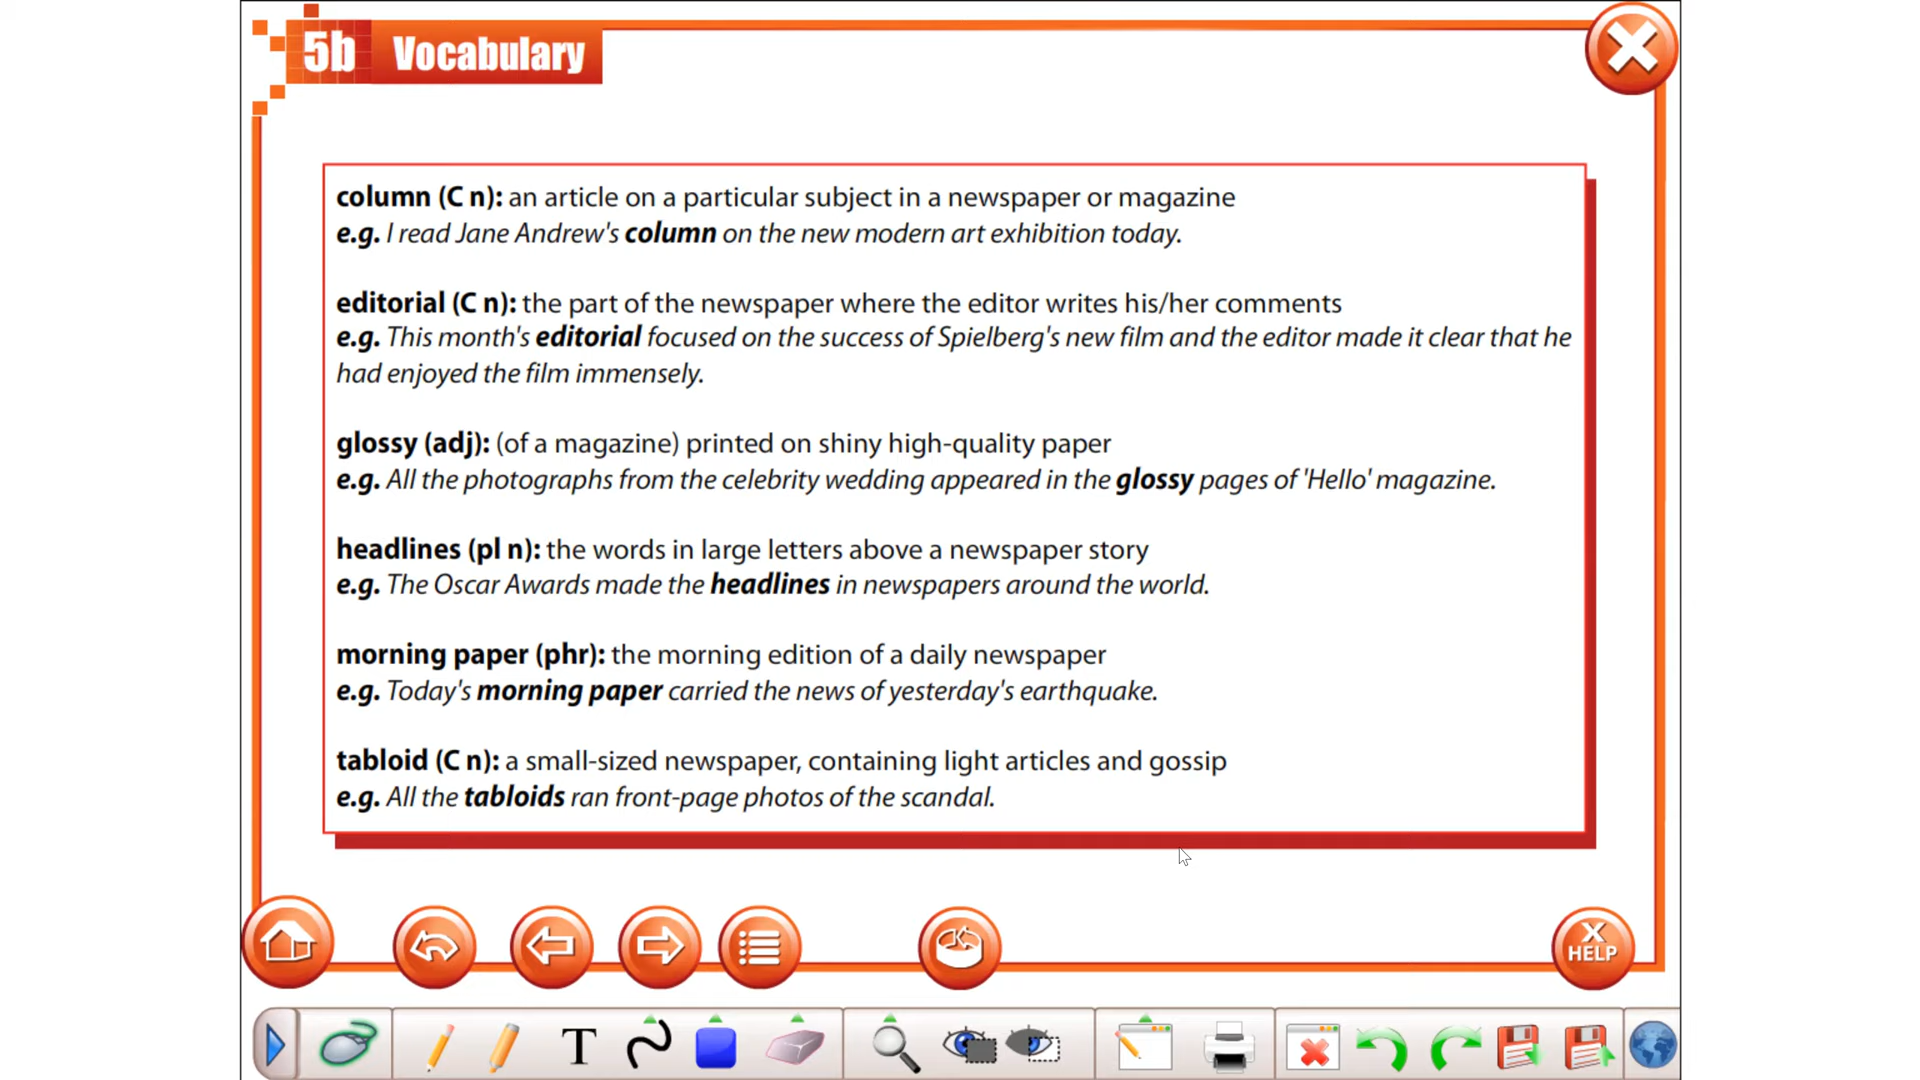 5b Vocabulary
column (C n): an article on a particular subject in a newspaper or magazine
e.g. I read Jane Andrew's column on the new modern art exhibition today.
editorial (C n): the part of the newspaper where the editor writes his/her comments
e.g. This month's editorial focused on the success of Spielberg's new film and the editor made it clear that he
had enjoyed the film immensely.
glossy (adj): (of a magazine) printed on shiny high-quality paper
e.g. All the photographs from the celebrity wedding appeared in the glossy pages of 'Hello' magazine.
headlines (pl n): the words in large letters above a newspaper story
e.g. The Oscar Awards made the headlines in newspapers around the world.
morning paper (phr): the morning edition of a daily newspaper
e.g. Today's morning paper carried the news of yesterday's earthquake.
tabloid (C n): a small-sized newspaper, containing light articles and gossip
e.g. All the tabloids ran front-page photos of the scandal.
X
HELP
T